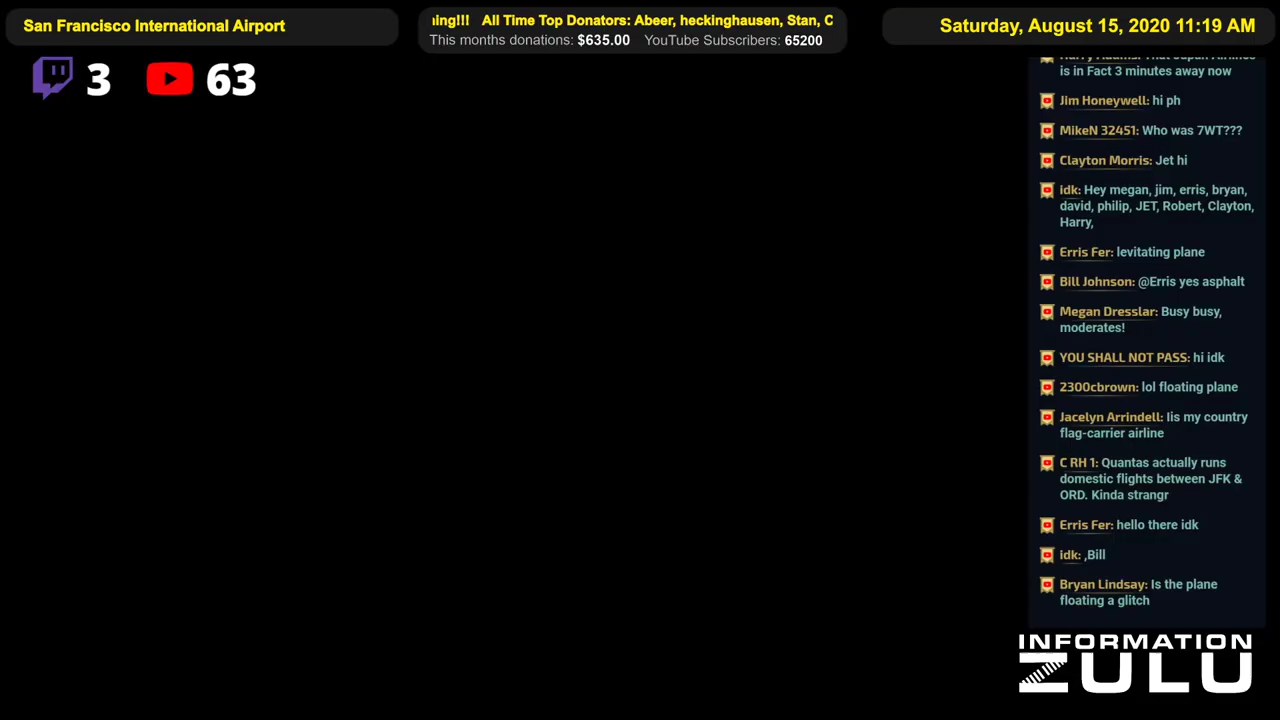 San Francisco International Airport
ing!!! All Time Top Donators: Abeer, heckinghausen, Stan, C
This months donations: $635.00 YouTube Subscribers: 65200
Saturday, August 15, 2020 11:19 AM
3 63
Harry Adams: That Japan Airlines
is in Fact 3 minutes away now
Jim Honeywell: hi ph
MikeN 32451: Who was 7WT???
Clayton Morris: Jet hi
idk: Hey megan, jim, erris, bryan,
david, philip, JET, Robert, Clayton,
Harry,
Erris Fer: levitating plane
Bill Johnson: @Erris yes asphalt
Megan Dresslar: Busy busy,
moderates!
YOU SHALL NOT PASS: hi idk
2300cbrown: lol floating plane
Jacelyn Arrindell: Iis my country
flag-carrier airline
C RH 1: Quantas actually runs
domestic flights between JFK &
ORD. Kinda strangr
Erris Fer: hello there idk
idk: ,Bill
Bryan Lindsay: Is the plane
floating a glitch
INFORMATION
ZULU